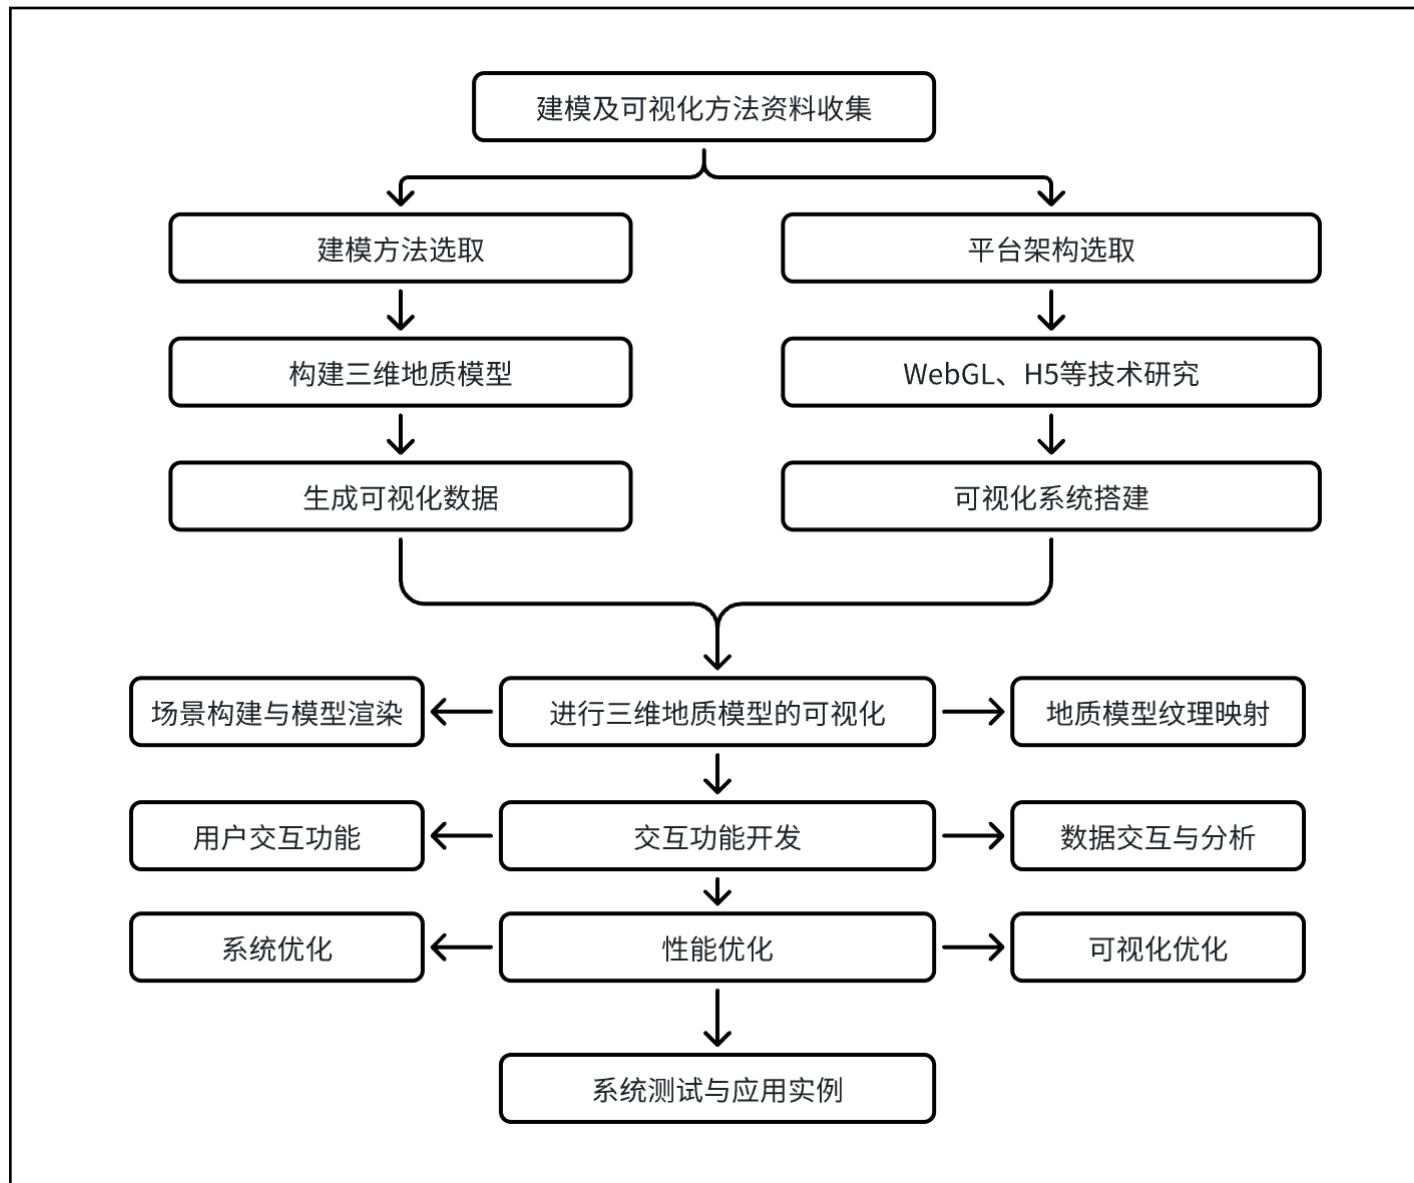 建模及可视化方法资料收集
建模方法选取
平台架构选取
构建三维地质模型
WebGL、H5等技术研究
生成可视化数据
可视化系统搭建
场景构建与模型渲染
进行三维地质模型的可视化
地质模型纹理映射
用户交互功能
交互功能开发
数据交互与分析
系统优化
性能优化
可视化优化
系统测试与应用实例